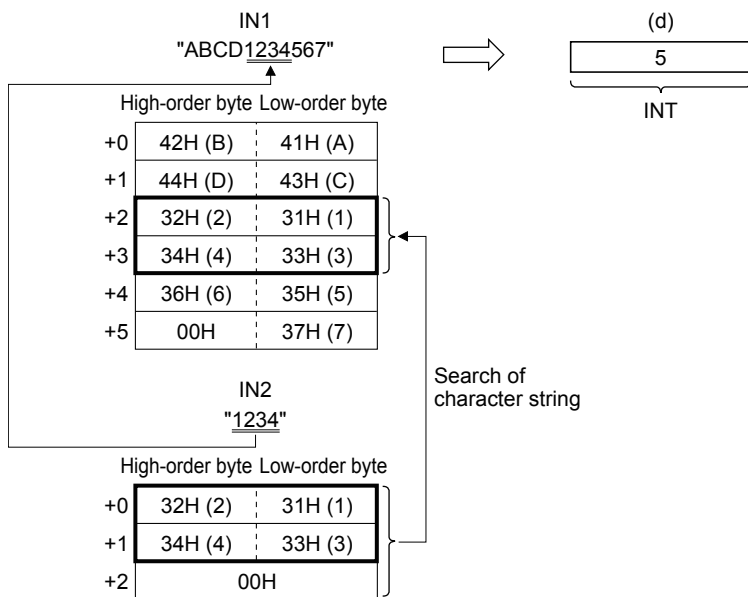 IN1
(d)
"ABCD1234567"
5
INT
High-order byte Low-order byte
+0 42H (B) 41H (A)
+1 44H (D) 43H (C)
+2 32H (2) 31H (1)
+3 34H (4) 33H (3)
+4 36H (6) 35H (5)
+5 00H 37H (7)
Search of
character string
IN2
"1234"
High-order byte Low-order byte
+0 32H (2) 31H (1)
+1 34H (4) 33H (3)
+2 00H